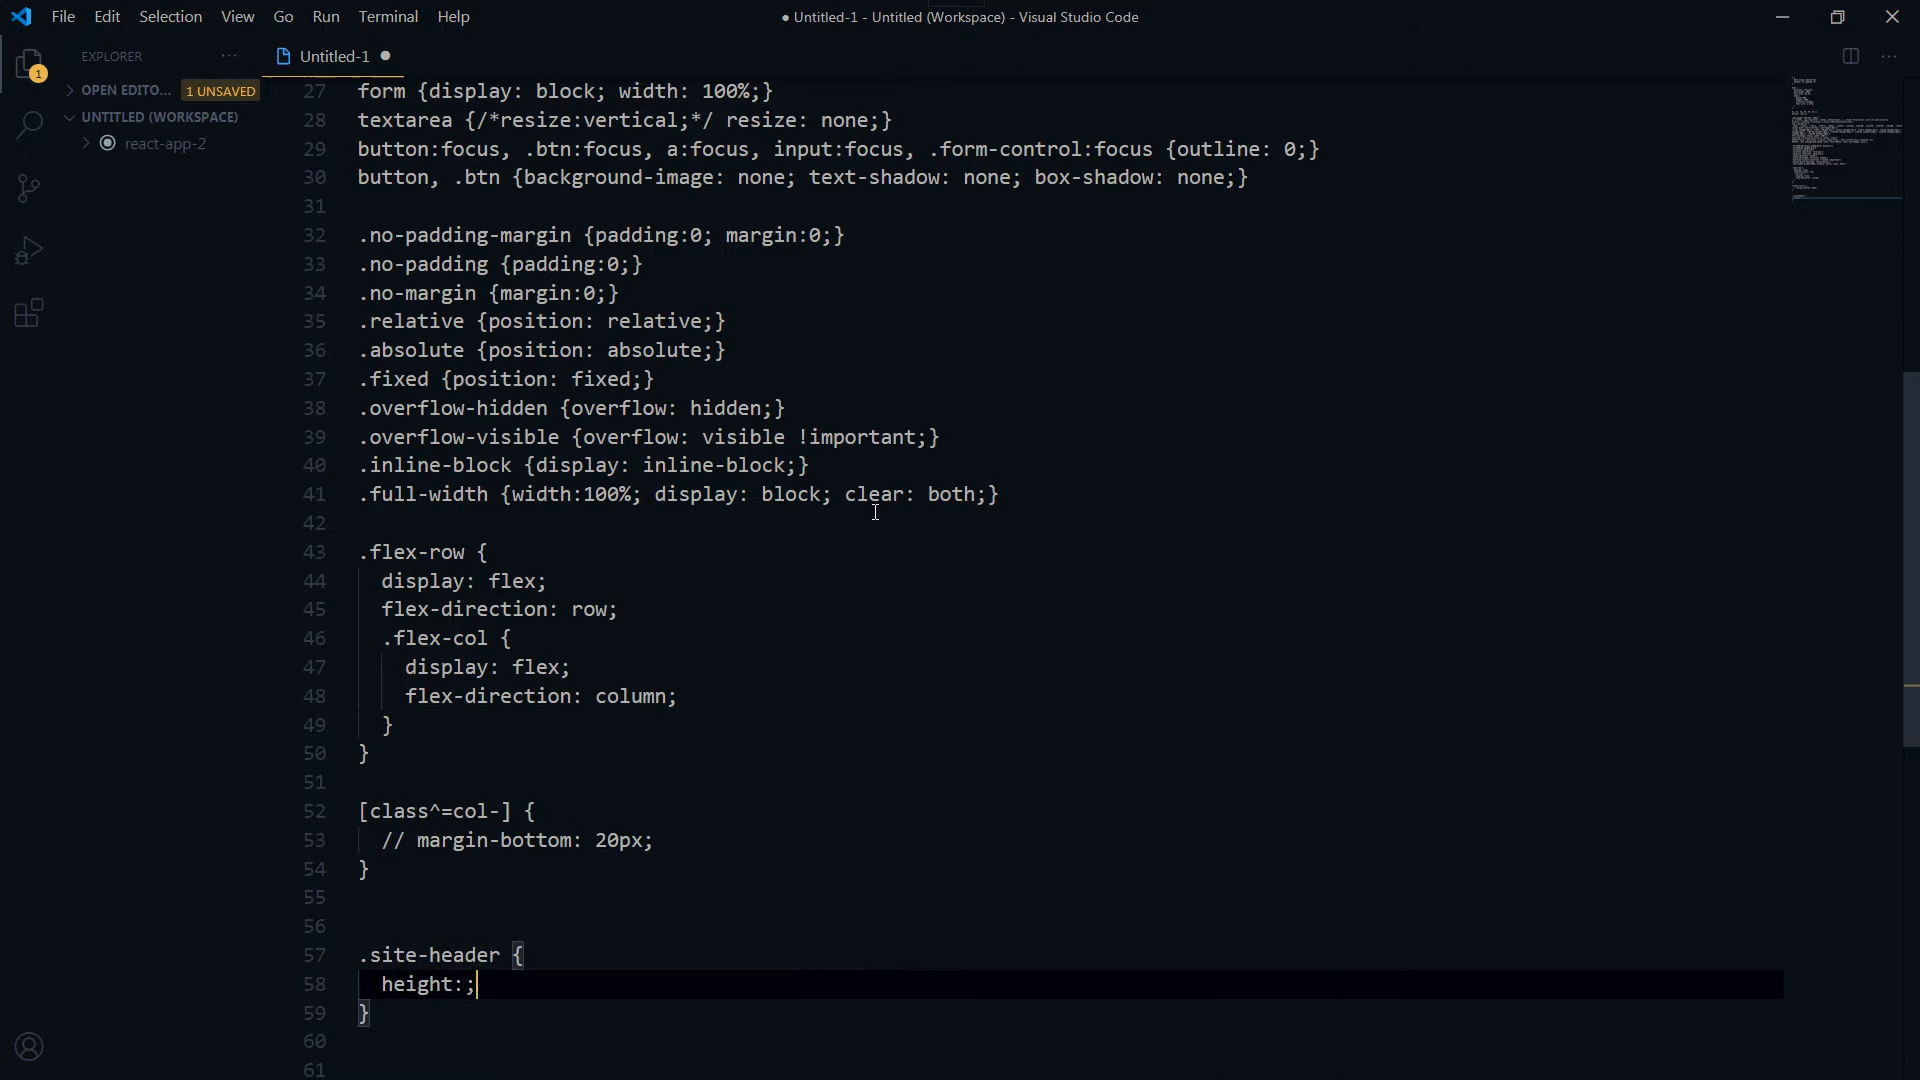 File Edit Selection View Go Run Terminal Help
● Untitled-1 - Untitled (Workspace) - Visual Studio Code
1
EXPLORER ···
OPEN EDITO... 1 UNSAVED
UNTITLED (WORKSPACE)
react-app-2
Untitled-1 ●
27 form {display: block; width: 100%;}
28 textarea {/*resize:vertical;*/ resize: none;}
29 button:focus, .btn:focus, a:focus, input:focus, .form-control:focus {outline: 0;}
30 button, .btn {background-image: none; text-shadow: none; box-shadow: none;}
31
32 .no-padding-margin {padding:0; margin:0;}
33 .no-padding {padding:0;}
34 .no-margin {margin:0;}
35 .relative {position: relative;}
36 .absolute {position: absolute;}
37 .fixed {position: fixed;}
38 .overflow-hidden {overflow: hidden;}
39 .overflow-visible {overflow: visible !important;}
40 .inline-block {display: inline-block;}
41 .full-width {width:100%; display: block; clear: both;}
42
43 .flex-row {
44 display: flex;
45 flex-direction: row;
46 .flex-col {
47 display: flex;
48 flex-direction: column;
49 }
50 }
51
52 [class^=col-] {
53 // margin-bottom: 20px;
54 }
55
56
57 .site-header {
58 height:;
59 }
60
61